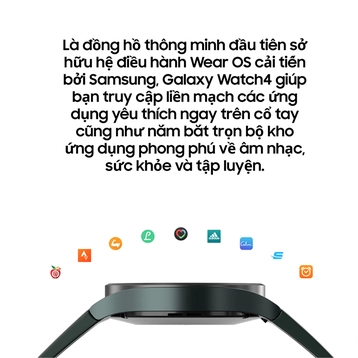 Là đồng hồ thông minh đầu tiên sở
hữu hệ điều hành Wear OS cải tiến
bởi Samsung, Galaxy Watch4 giúp
bạn truy cập liền mạch các ứng
dụng yêu thích ngay trên cổ tay
cũng như nắm bắt trọn bộ kho
ứng dụng phong phú về âm nhạc,
sức khỏe và tập luyện.